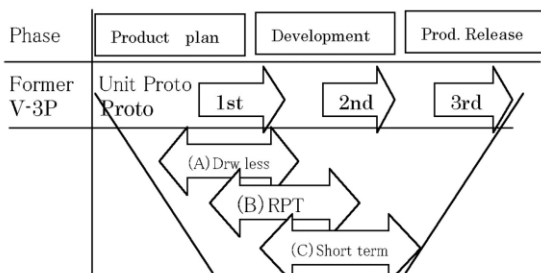 Phase Product plan Development Prod. Release
Former Unit Proto
V-3P Proto 1st 2nd 3rd
(A) Drw less
(B) RPT
(C) Short term